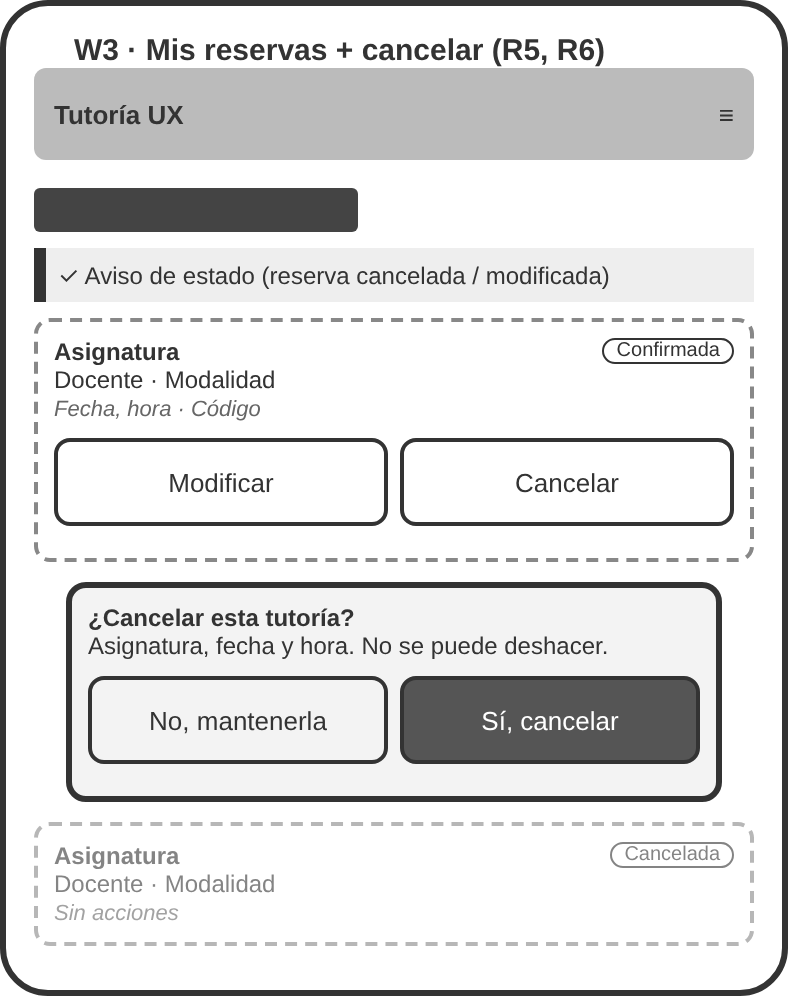 W3 · Mis reservas + cancelar (R5, R6)
Tutoría UX ≡
✓ Aviso de estado (reserva cancelada / modificada)
Asignatura Confirmada
Docente · Modalidad
Fecha, hora · Código
Modificar Cancelar
¿Cancelar esta tutoría?
Asignatura, fecha y hora. No se puede deshacer.
No, mantenerla Sí, cancelar
Asignatura Cancelada
Docente · Modalidad
Sin acciones